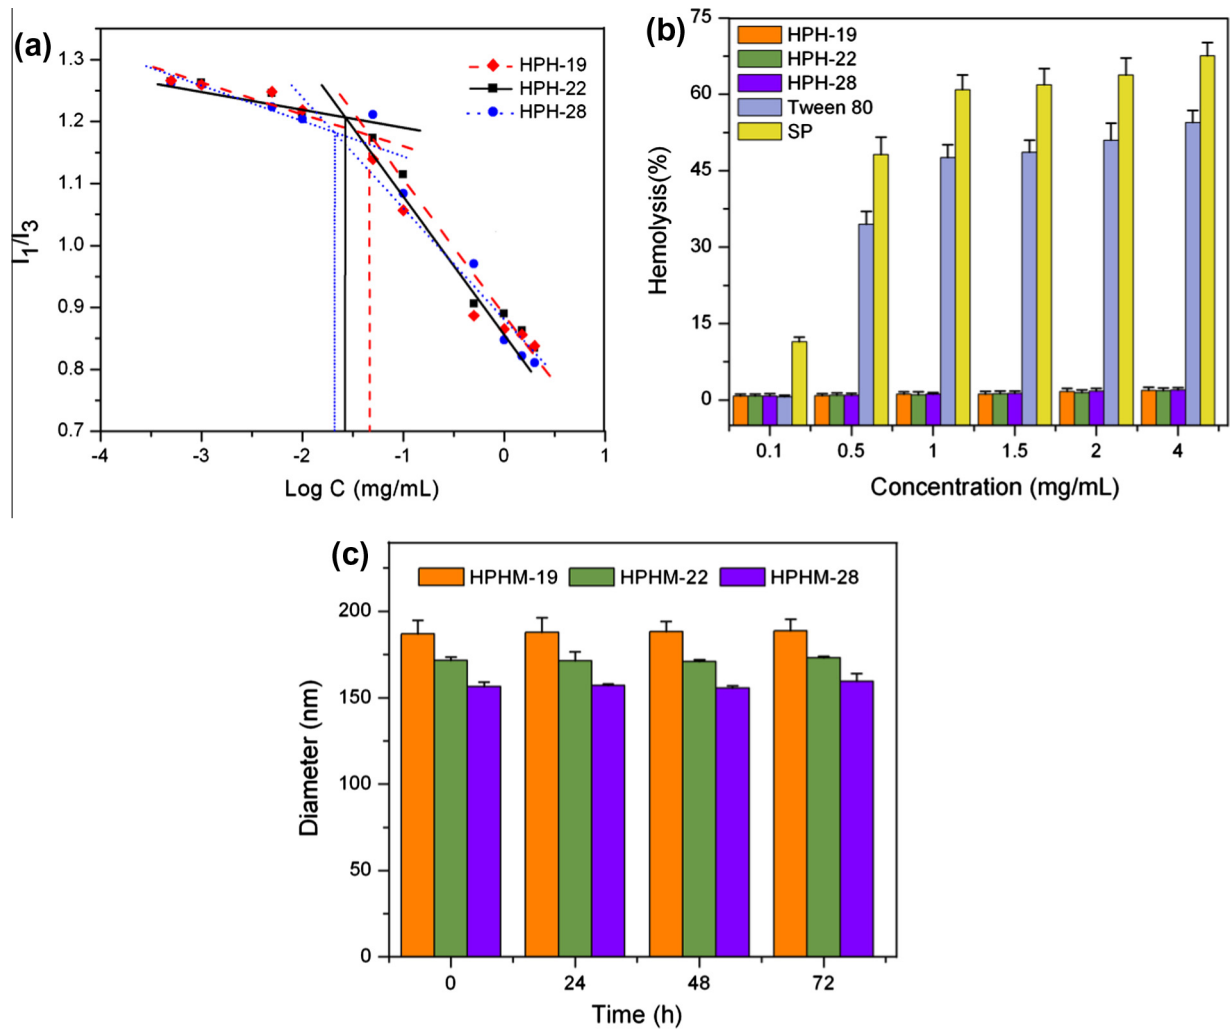 (a)
HPH-19
HPH-22
HPH-28
1.3
1.2
1.1
1.0
0.9
0.8
0.7
I1/I3
-4 -3 -2 -1 0 1
Log C (mg/mL)
(b)
HPH-19
HPH-22
HPH-28
Tween 80
SP
75
60
45
30
15
0
Hemolysis(%)
0.1 0.5 1 1.5 2 4
Concentration (mg/mL)
(c)
HPHM-19 HPHM-22 HPHM-28
200
150
100
50
0
Diameter (nm)
0 24 48 72
Time (h)